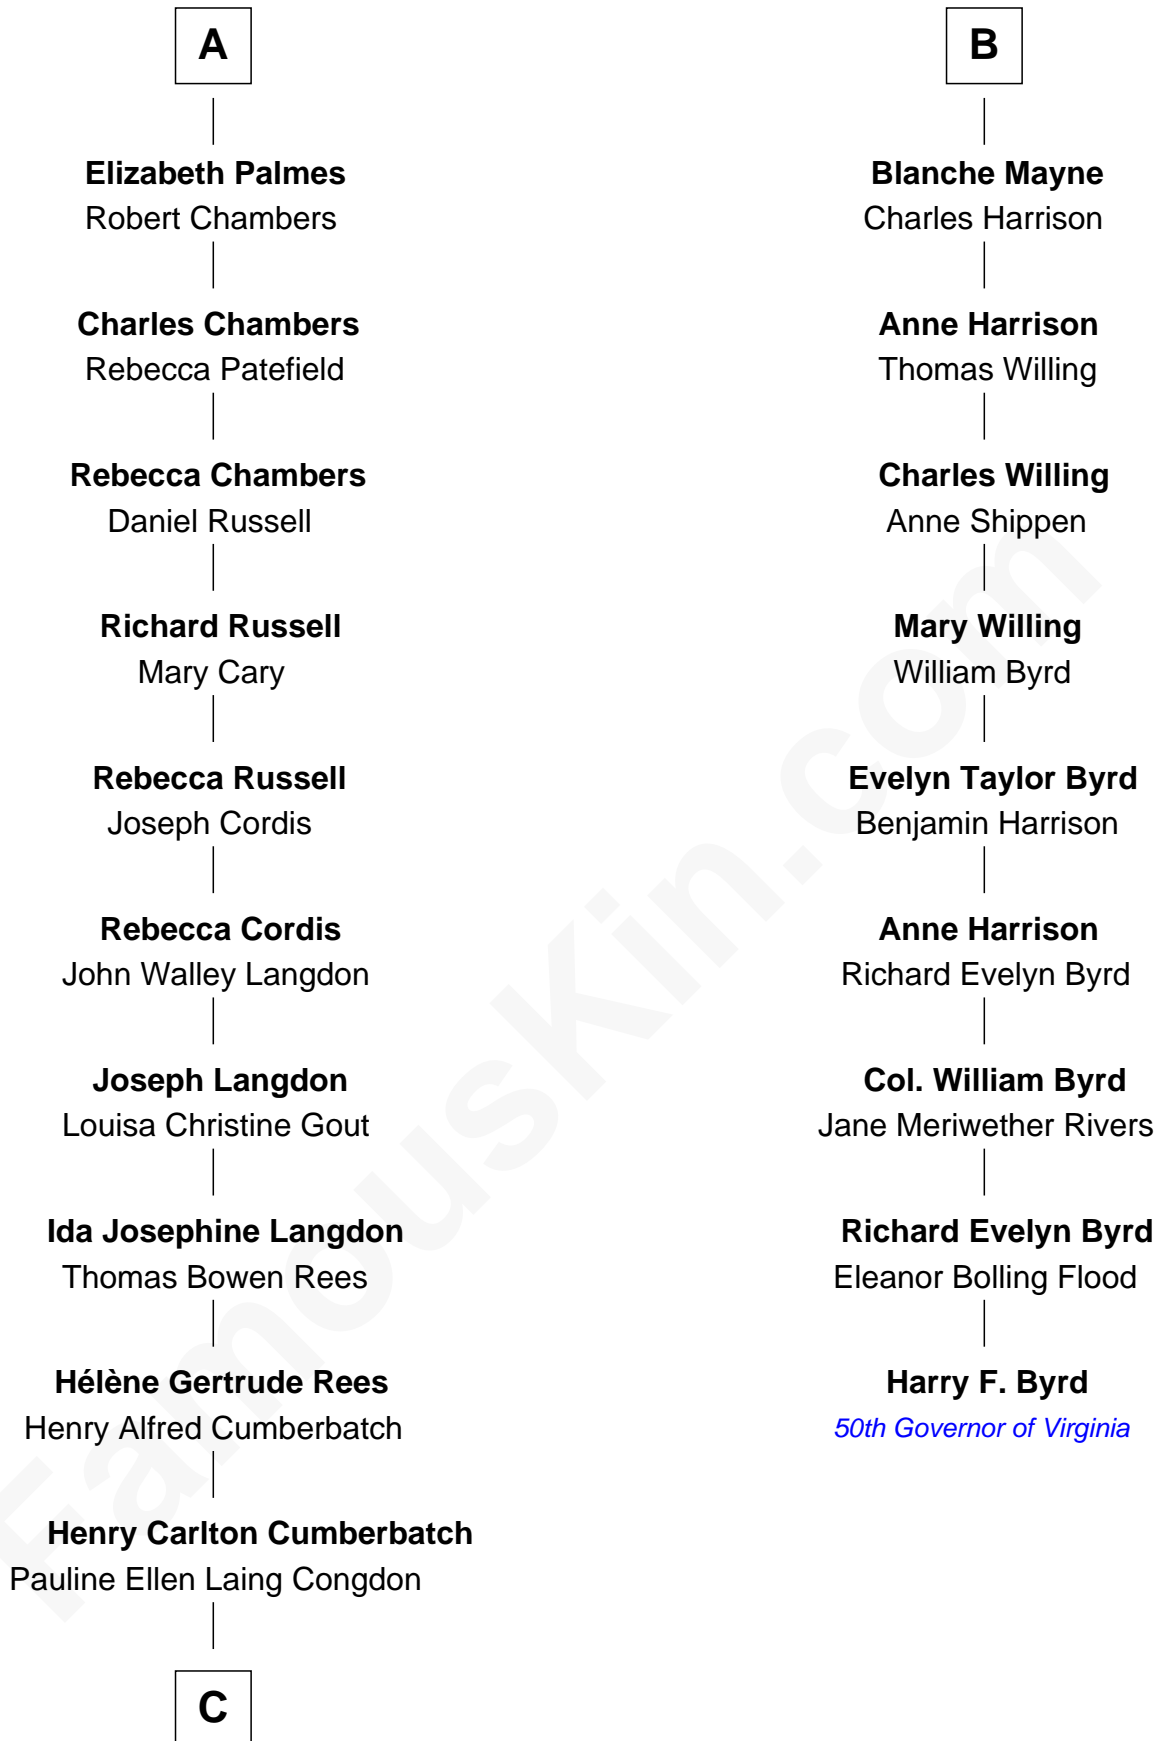 A
Elizabeth Palmes
Robert Chambers
Charles Chambers
Rebecca Patefield
Rebecca Chambers
Daniel Russell
Richard Russell
Mary Cary
Rebecca Russell
Joseph Cordis
Rebecca Cordis
John Walley Langdon
Joseph Langdon
Louisa Christine Gout
Ida Josephine Langdon
Thomas Bowen Rees
Hélène Gertrude Rees
Henry Alfred Cumberbatch
Henry Carlton Cumberbatch
Pauline Ellen Laing Congdon
C
B
Blanche Mayne
Charles Harrison
Anne Harrison
Thomas Willing
Charles Willing
Anne Shippen
Mary Willing
William Byrd
Evelyn Taylor Byrd
Benjamin Harrison
Anne Harrison
Richard Evelyn Byrd
Col. William Byrd
Jane Meriwether Rivers
Richard Evelyn Byrd
Eleanor Bolling Flood
Harry F. Byrd
50th Governor of Virginia
FamousKin.com